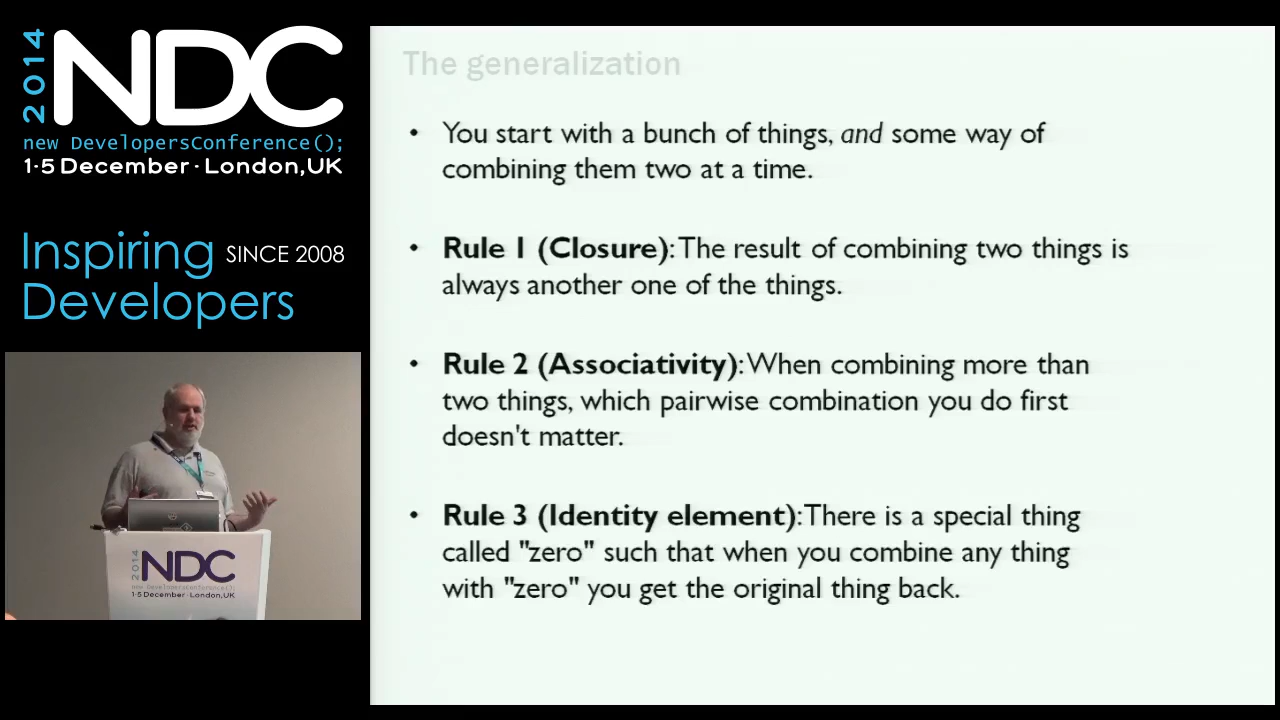 2014
NDC
new DevelopersConference();
1-5 December · London, UK
Inspiring SINCE 2008
Developers
2014
NDC
new DevelopersConference();
1-5 December · London, UK
The generalization
• You start with a bunch of things, and some way of
combining them two at a time.
• Rule 1 (Closure): The result of combining two things is
always another one of the things.
• Rule 2 (Associativity): When combining more than
two things, which pairwise combination you do first
doesn't matter.
• Rule 3 (Identity element): There is a special thing
called "zero" such that when you combine any thing
with "zero" you get the original thing back.